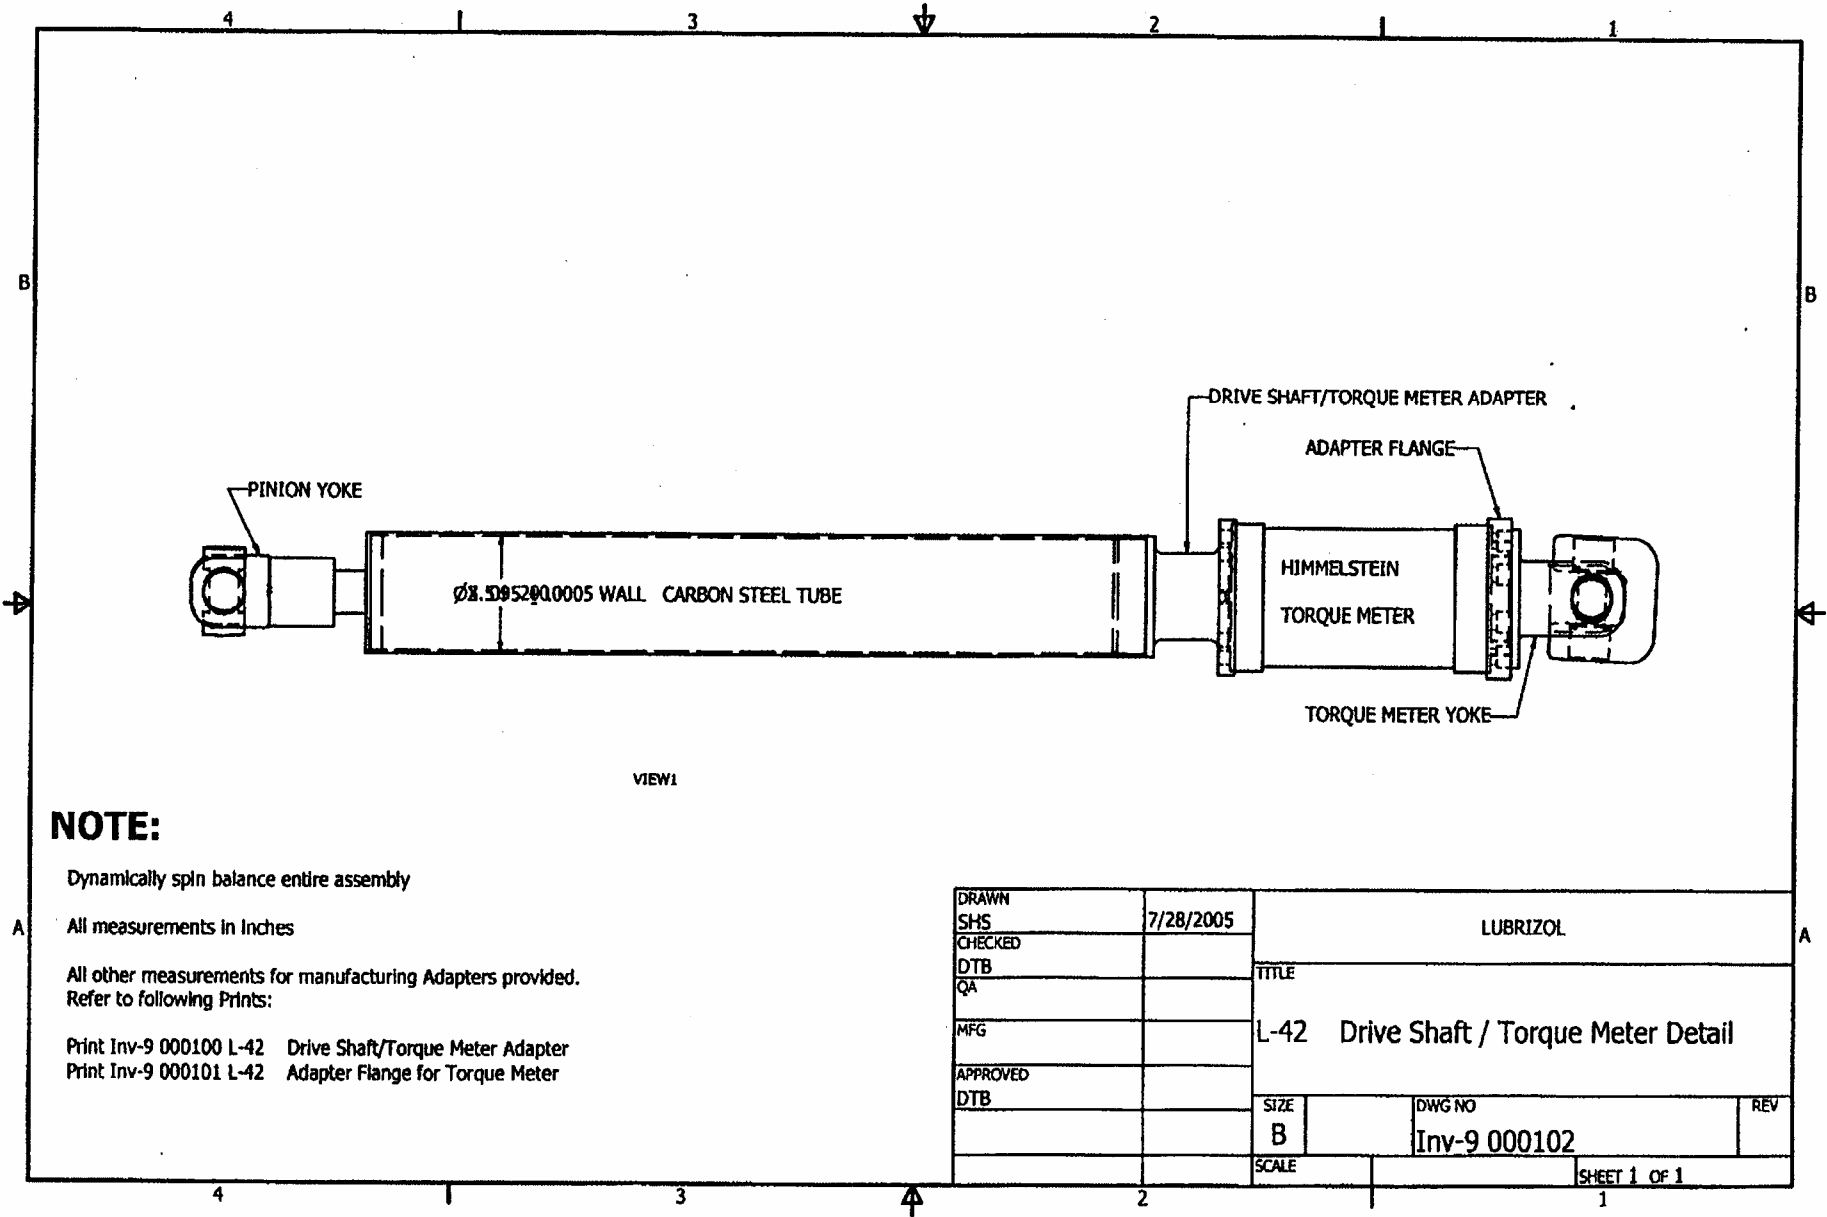 4 3 2 1
B B
DRIVE SHAFT/TORQUE METER ADAPTER
ADAPTER FLANGE
PINION YOKE
HIMMELSTEIN
WALL CARBON STEEL TUBE
TORQUE METER
TORQUE METER YOKE
VIEW1
NOTE:
Dynamically spin balance entire assembly
All measurements in Inches
All other measurements for manufacturing Adapters provided.
Refer to following Prints:
Print Inv-9 000100 L-42 Drive Shaft/Torque Meter Adapter
Print Inv-9 000101 L-42 Adapter Flange for Torque Meter
A A
DRAWN
SHS 7/28/2005
CHECKED
DTB
QA
MFG
APPROVED
DTB
LUBRIZOL
TITLE
L-42 Drive Shaft / Torque Meter Detail
SIZE
B
DWG NO
Inv-9 000102
REV
SCALE
SHEET 1 OF 1
4 3 2 1